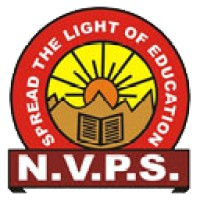 SPREAD THE LIGHT OF EDUCATION
N.V.P.S.